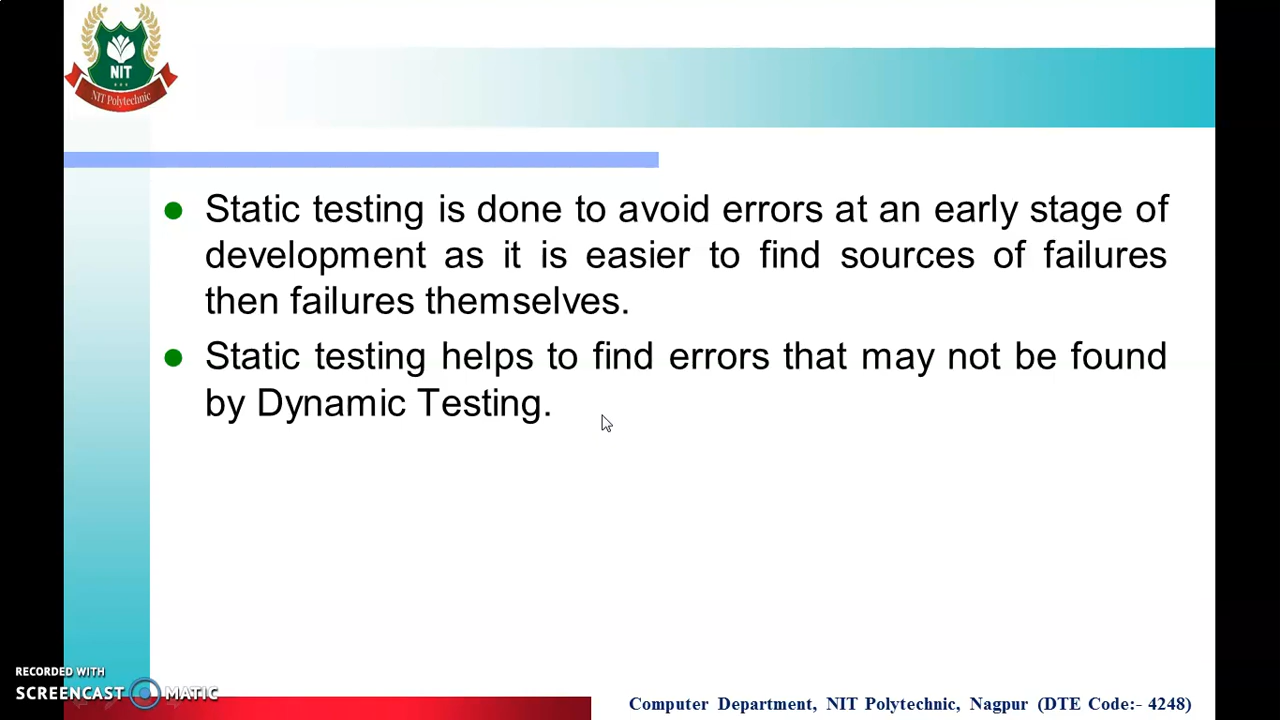 NIT
NIT Polytechnic
Static testing is done to avoid errors at an early stage of
development as it is easier to find sources of failures
then failures themselves.
Static testing helps to find errors that may not be found
by Dynamic Testing.
RECORDED WITH
SCREENCAST MATIC
Computer Department, NIT Polytechnic, Nagpur (DTE Code:- 4248)